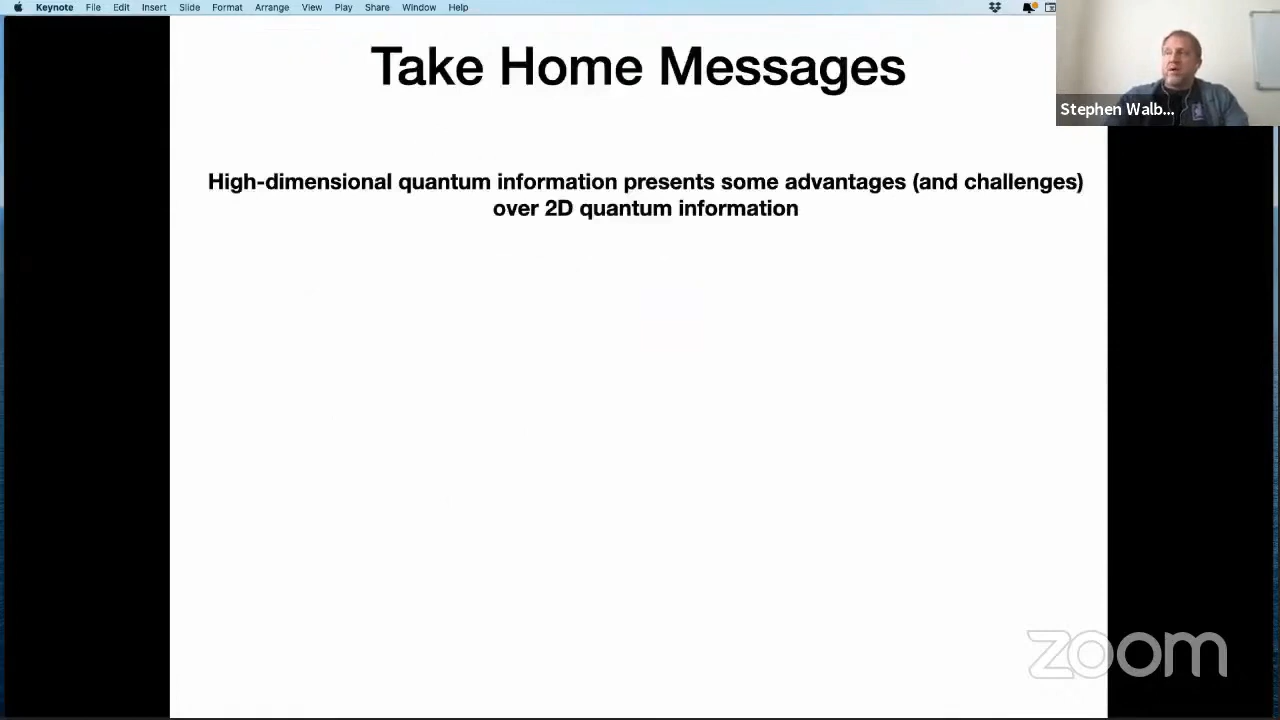 Keynote File Edit Insert Slide Format Arrange View Play Share Window Help
Take Home Messages
Stephen Walb...
High-dimensional quantum information presents some advantages (and challenges)
over 2D quantum information
zoom